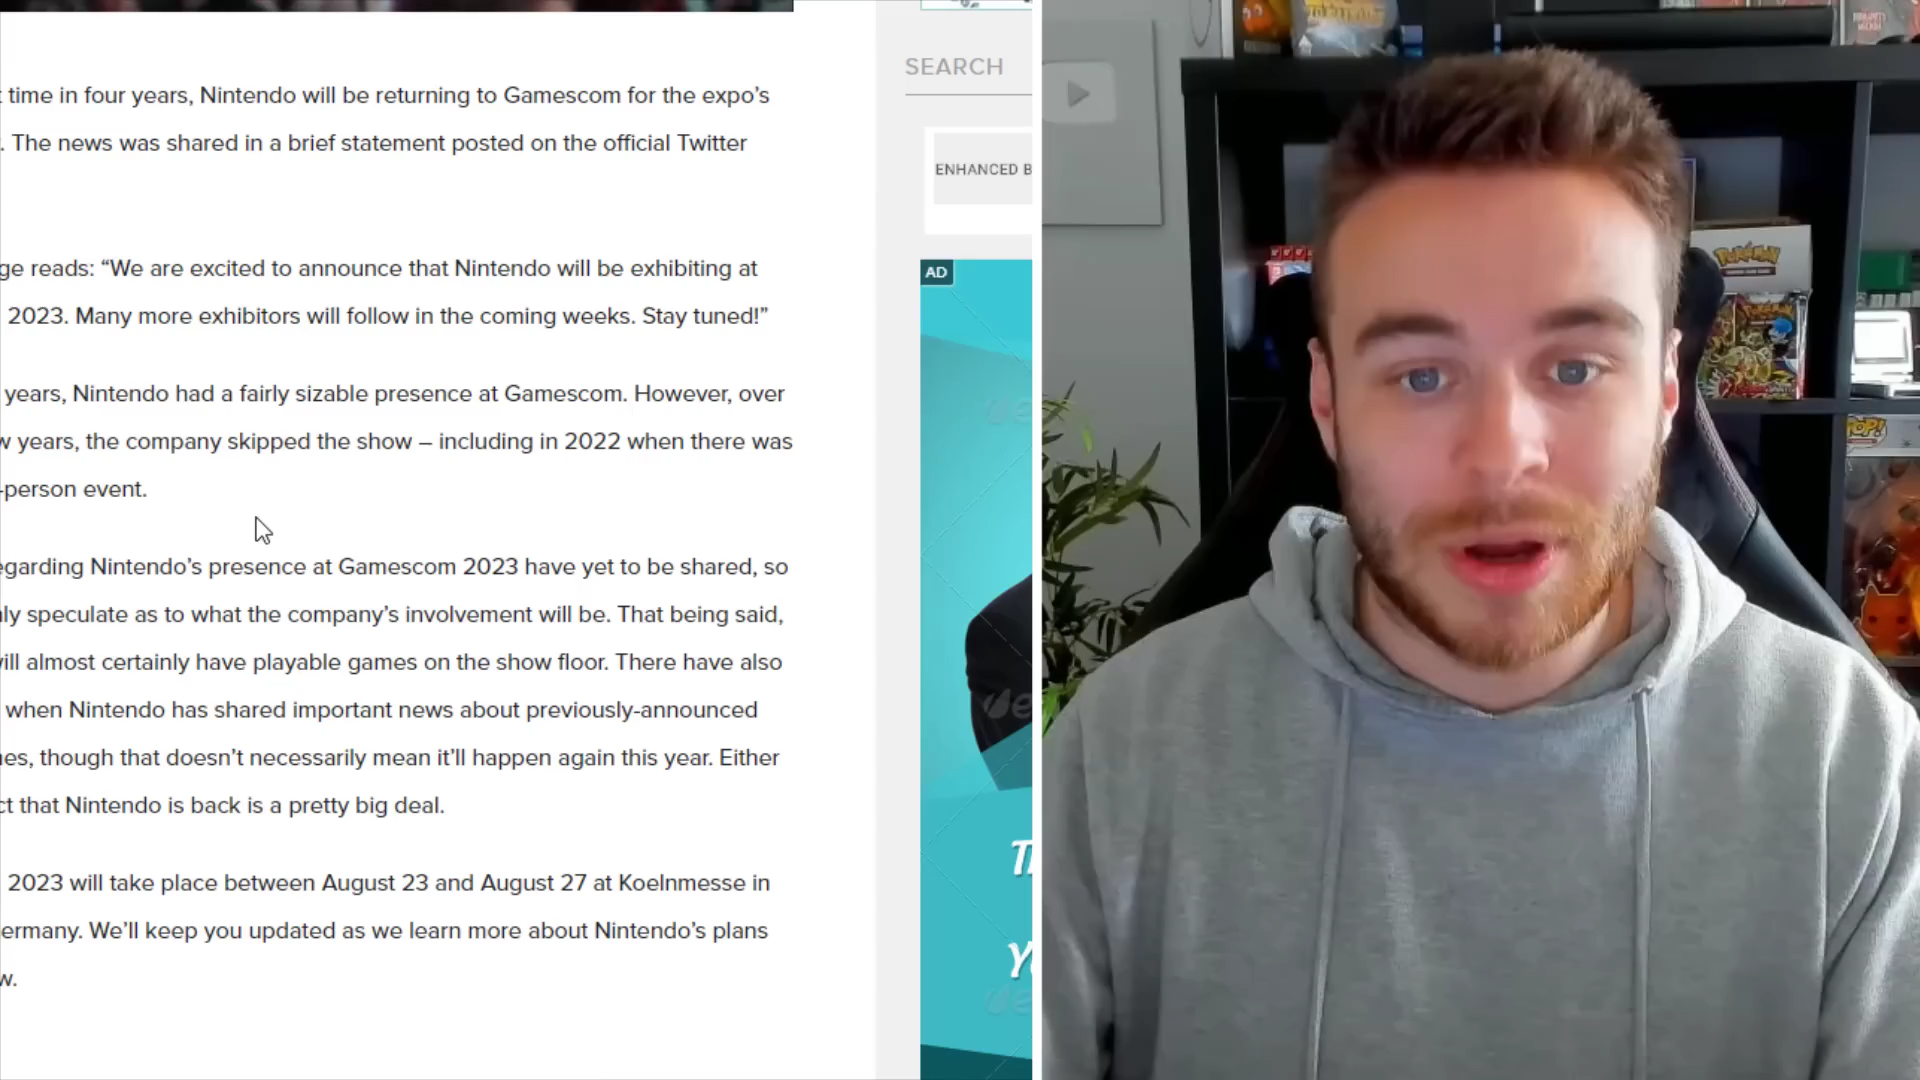 time in four years, Nintendo will be returning to Gamescom for the expo's
. The news was shared in a brief statement posted on the official Twitter
ge reads: “We are excited to announce that Nintendo will be exhibiting at
2023. Many more exhibitors will follow in the coming weeks. Stay tuned!”
years, Nintendo had a fairly sizable presence at Gamescom. However, over
w years, the company skipped the show – including in 2022 when there was
-person event.
egarding Nintendo’s presence at Gamescom 2023 have yet to be shared, so
nly speculate as to what the company’s involvement will be. That being said,
will almost certainly have playable games on the show floor. There have also
when Nintendo has shared important news about previously-announced
es, though that doesn’t necessarily mean it’ll happen again this year. Either
ct that Nintendo is back is a pretty big deal.
2023 will take place between August 23 and August 27 at Koelnmesse in
ermany. We’ll keep you updated as we learn more about Nintendo’s plans
w.
SEARCH
ENHANCED B
AD
Pokémon
POP!